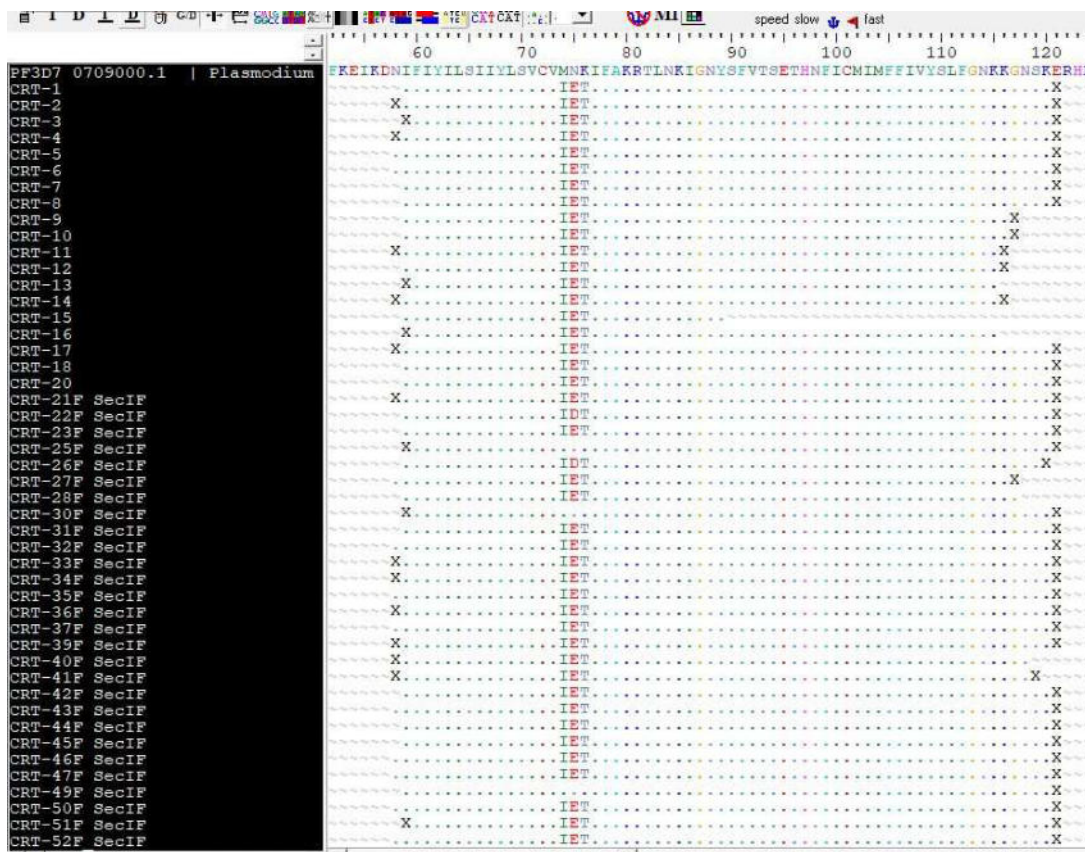 speed slow fast
60 70 80 90 100 110 120
PF3D7 0709000.1 | Plasmodium FKEIKDNIFIYILSIIYLSVCVMNKIFAKRTLNKIGNYSFVTSETHNFICMIMFFIVYSLFGNKKGNSKERH
CRT-1 IET X
CRT-2 X IET X
CRT-3 X IET X
CRT-4 X IET X
CRT-5 IET X
CRT-6 IET X
CRT-7 IET X
CRT-8 IET X
CRT-9 IET X
CRT-10 IET X
CRT-11 X IET X
CRT-12 IET X
CRT-13 X IET
CRT-14 X IET X
CRT-15 IET
CRT-16 X IET
CRT-17 X IET X
CRT-18 IET X
CRT-20 IET X
CRT-21F SecIF X IET X
CRT-22F SecIF IDT X
CRT-23F SecIF IET X
CRT-25F SecIF X X
CRT-26F SecIF IDT X
CRT-27F SecIF IET X
CRT-28F SecIF IET
CRT-30F SecIF X X
CRT-31F SecIF IET X
CRT-32F SecIF IET X
CRT-33F SecIF X IET X
CRT-34F SecIF X IET X
CRT-35F SecIF IET X
CRT-36F SecIF X IET X
CRT-37F SecIF IET X
CRT-39F SecIF X IET X
CRT-40F SecIF X IET
CRT-41F SecIF X IET X
CRT-42F SecIF IET X
CRT-43F SecIF IET X
CRT-44F SecIF IET X
CRT-45F SecIF IET X
CRT-46F SecIF IET X
CRT-47F SecIF IET X
CRT-49F SecIF X
CRT-50F SecIF IET X
CRT-51F SecIF X IET X
CRT-52F SecIF IET X